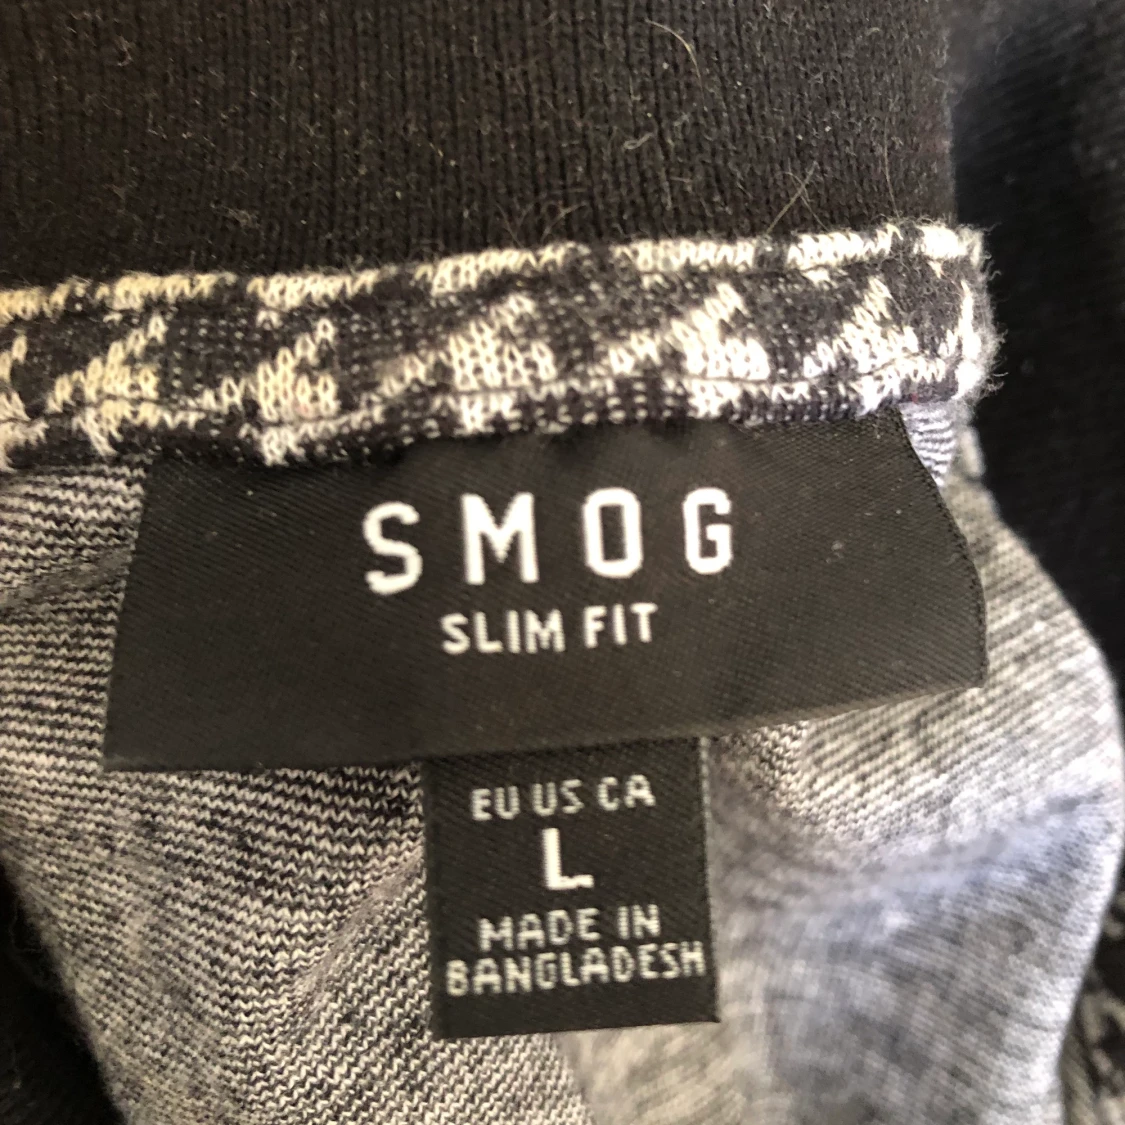 SMOG
SLIM FIT
EU US CA
L
MADE IN
BANGLADESH